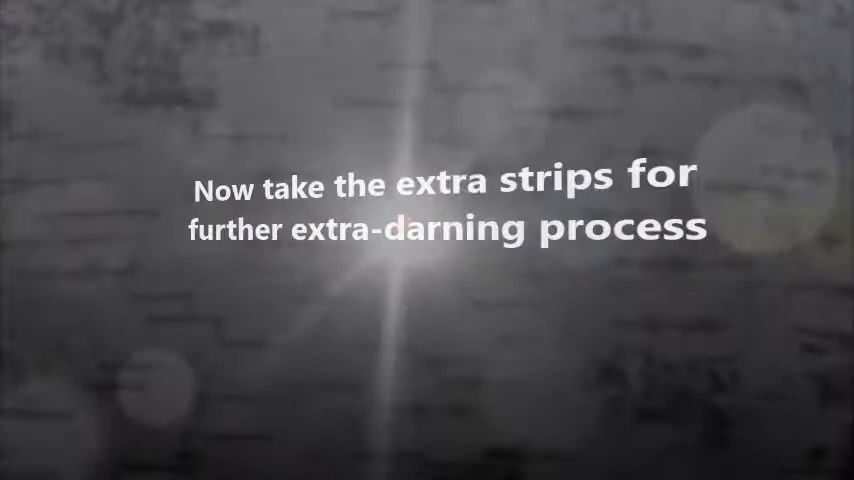 Now take the extra strips for
further extra-darning process